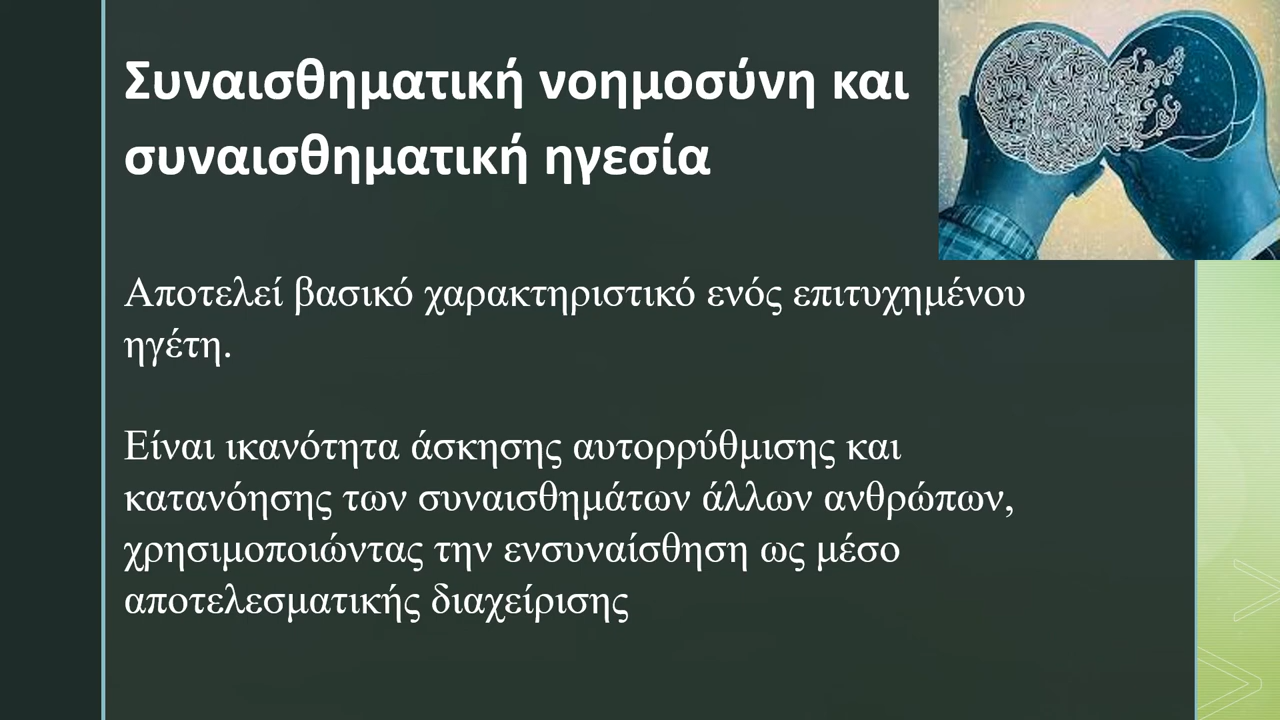 Συναισθηματική νοημοσύνη και
συναισθηματική ηγεσία
Αποτελεί βασικό χαρακτηριστικό ενός επιτυχημένου
ηγέτη.
Είναι ικανότητα άσκησης αυτορρύθμισης και
κατανόησης των συναισθημάτων άλλων ανθρώπων,
χρησιμοποιώντας την ενσυναίσθηση ως μέσο
αποτελεσματικής διαχείρισης